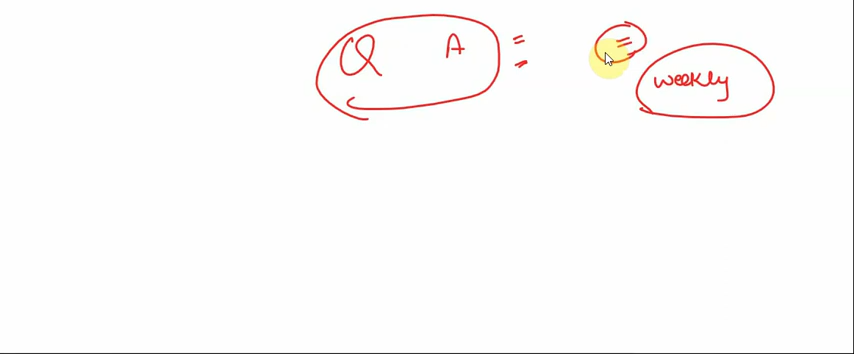 Q A = =
weekly